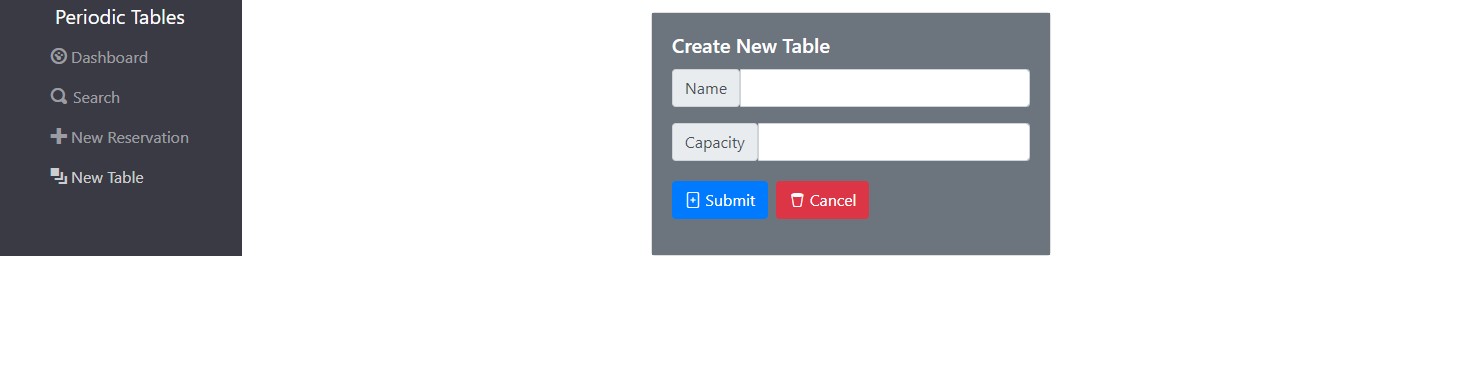 Periodic Tables
Dashboard
Search
New Reservation
New Table
Create New Table
Name
Capacity
Submit Cancel